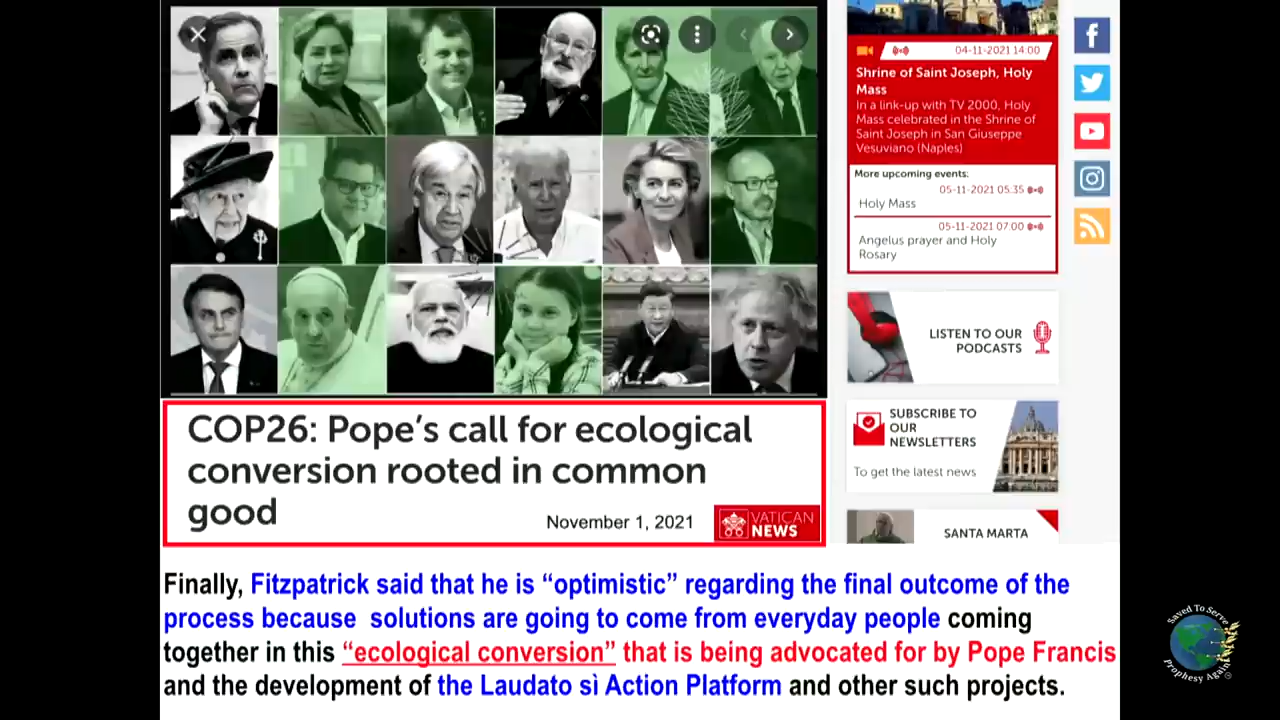 04-11-2021 14:00
Shrine of Saint Joseph, Holy
Mass
In a link-up with TV 2000, Holy
Mass celebrated in the Shrine of
Saint Joseph in San Giuseppe
Vesuviano (Naples)
More upcoming events:
05-11-2021 05:35
Holy Mass
05-11-2021 07:00
Angelus prayer and Holy
Rosary
LISTEN TO OUR
PODCASTS
SUBSCRIBE TO
OUR
NEWSLETTERS
To get the latest news
SANTA MARTA
COP26: Pope's call for ecological
conversion rooted in common
good
November 1, 2021
VATICAN
NEWS
Finally, Fitzpatrick said that he is “optimistic” regarding the final outcome of the
process because solutions are going to come from everyday people coming
together in this “ecological conversion” that is being advocated for by Pope Francis
and the development of the Laudato sì Action Platform and other such projects.
Saved To Serve
Prophesy Again